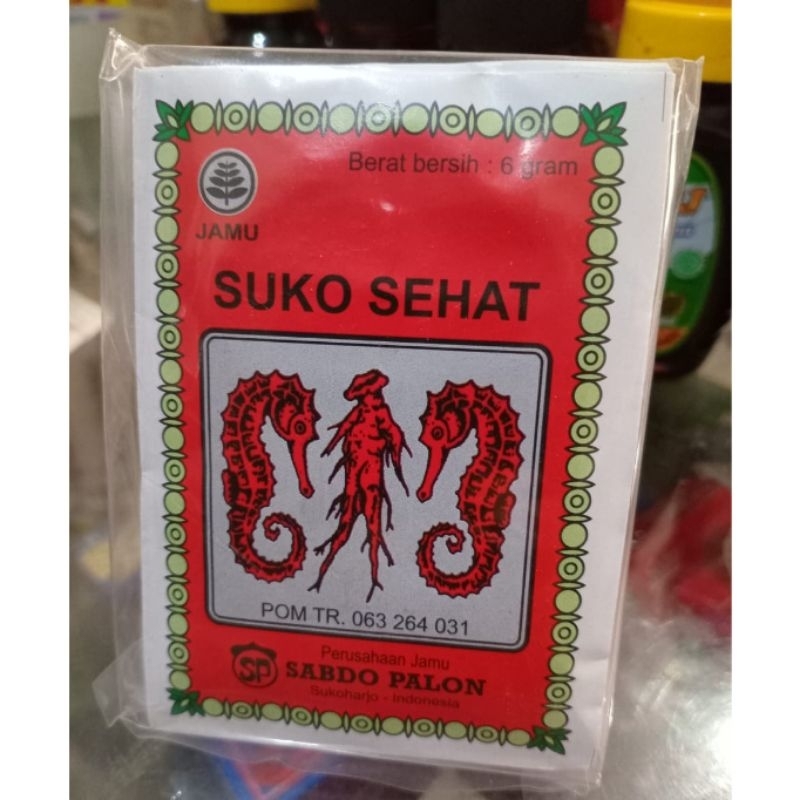 Berat bersih : 6 gram
JAMU
SUKO SEHAT
POM TR. 063 264 031
Perusahaan Jamu
SP
SABDO PALON
Sukoharjo - Indonesia